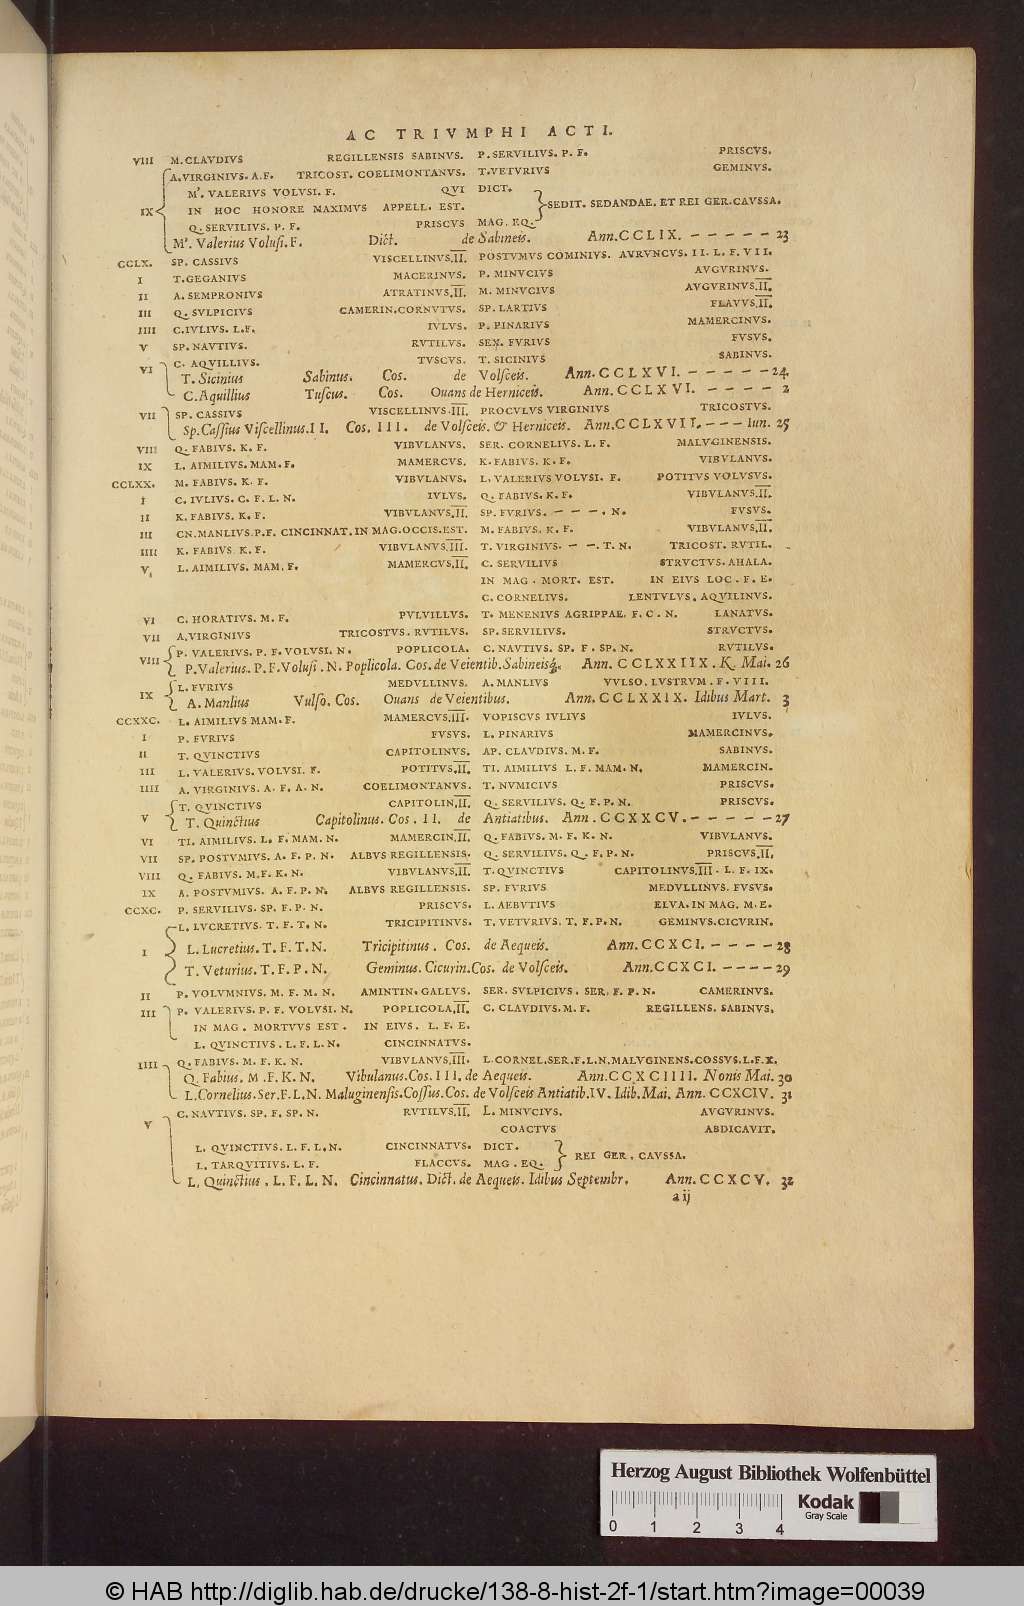 AC TRIVMPHI ACTI.
VIII M. CLAVDIVS REGILLENSIS SABINVS. P. SERVILIVS. P. F. PRISCVS.
A. VIRGINIVS. A. F. TRICOST. COELIMONTANVS. T. VETVRIVS GEMINVS.
M'. VALERIVS VOLVSI. F. QVI DICT.
IX IN HOC HONORE MAXIMVS APPELL. EST. SEDIT. SEDANDAE. ET REI GER. CAVSSA.
Q. SERVILIVS. P. F. PRISCVS MAG. EQ.
M'. Valerius Volusi. F. Dict. de Sabineis. Ann. CCLIX. – – – – – 23
CCLX. SP. CASSIVS VISCELLINVS. II. POSTVMVS COMINIVS. AVRVNCVS. II. L. F. VII.
I T. GEGANIVS MACERINVS. P. MINVCIVS AVGVRINVS.
II A. SEMPRONIVS ATRATINVS. II. M. MINVCIVS AVGVRINVS. II.
III Q. SVLPICIVS CAMERIN. CORNVTVS. SP. LARTIVS FLAVVS. II.
IIII C. IVLIVS. L. F. IVLVS. P. PINARIVS MAMERCINVS.
V SP. NAVTIVS. RVTILVS. SEX. FVRIVS FVSVS.
VI C. AQVILLIVS. TVSCVS. T. SICINIVS SABINVS.
T. Sicinius Sabinus. Cos. de Volsceis. Ann. CCLXVI. – – – – – 24
C. Aquillius Tuscus. Cos. Ouans de Herniceis. Ann. CCLXVI. – – – – 2
VII SP. CASSIVS VISCELLINVS. III. PROCVLVS VIRGINIVS TRICOSTVS.
Sp. Cassius Viscellinus. II. Cos. III. de Volsceis. & Herniceis. Ann. CCLXVII. – – – Iun. 25
VIII Q. FABIVS. K. F. VIBVLANVS. SER. CORNELIVS. L. F. MALVGINENSIS.
IX L. AIMILIVS. MAM. F. MAMERCVS. K. FABIVS. K. F. VIBVLANVS.
CCLXX. M. FABIVS. K. F. VIBVLANVS. L. VALERIVS VOLVSI. F. POTITVS VOLVSVS.
I C. IVLIVS. C. F. L. N. IVLVS. Q. FABIVS. K. F. VIBVLANVS. II.
II K. FABIVS. K. F. VIBVLANVS. II. SP. FVRIVS. – – – . N. FVSVS.
III CN. MANLIVS. P. F. CINCINNAT. IN MAG. OCCIS. EST. M. FABIVS. K. F. VIBVLANVS. II.
IIII K. FABIVS. K. F. VIBVLANVS. III. T. VIRGINIVS. – – . T. N. TRICOST. RVTIL.
V. L. AIMILIVS. MAM. F. MAMERCVS. II. C. SERVILIVS STRVCTVS. AHALA.
IN MAG. MORT. EST. IN EIVS LOC. F. E.
C. CORNELIVS. LENTVLVS. AQVILINVS.
VI C. HORATIVS. M. F. PVLVILLVS. T. MENENIVS AGRIPPAE. F. C. N. LANATVS.
VII A. VIRGINIVS TRICOSTVS. RVTILVS. SP. SERVILIVS. STRVCTVS.
VIII P. VALERIVS. P. F. VOLVSI. N. POPLICOLA. C. NAVTIVS. SP. F. SP. N. RVTILVS.
P. Valerius. P. F. Volusi. N. Poplicola. Cos. de Veientib. Sabineisq. Ann. CCLXXIIX. K. Mai. 26
IX L. FVRIVS MEDVLLINVS. A. MANLIVS VVLSO. LVSTRVM. F. VIII.
A. Manlius Vulso. Cos. Ouans de Veientibus. Ann. CCLXXIX. Idibus Mart. 3
CCXXC. L. AIMILIVS MAM. F. MAMERCVS. III. VOPISCVS IVLIVS IVLVS.
I P. FVRIVS FVSVS. L. PINARIVS MAMERCINVS.
II T. QVINCTIVS CAPITOLINVS. AP. CLAVDIVS. M. F. SABINVS.
III L. VALERIVS. VOLVSI. F. POTITVS. II. TI. AIMILIVS L. F. MAM. N. MAMERCIN.
IIII A. VIRGINIVS. A. F. A. N. COELIMONTANVS. T. NVMICIVS PRISCVS.
V T. QVINCTIVS CAPITOLIN. II. Q. SERVILIVS. Q. F. P. N. PRISCVS.
T. Quinctius Capitolinus. Cos. II. de Antiatibus. Ann. CCXXCV. – – – – – 27
VI TI. AIMILIVS. L. F. MAM. N. MAMERCIN. II. Q. FABIVS. M. F. K. N. VIBVLANVS.
VII SP. POSTVMIVS. A. F. P. N. ALBVS REGILLENSIS. Q. SERVILIVS. Q. F. P. N. PRISCVS. II.
VIII Q. FABIVS. M. F. K. N. VIBVLANVS. II. T. QVINCTIVS CAPITOLINVS. III. L. F. IX.
IX A. POSTVMIVS. A. F. P. N. ALBVS REGILLENSIS. SP. FVRIVS MEDVLLINVS. FVSVS.
CCXC. P. SERVILIVS. SP. F. P. N. PRISCVS. L. AEBVTIVS ELVA. IN MAG. M. E.
L. LVCRETIVS. T. F. T. N. TRICIPITINVS. T. VETVRIVS. T. F. P. N. GEMINVS. CICVRIN.
I L. Lucretius. T. F. T. N. Tricipitinus. Cos. de Aequeis. Ann. CCXCI. – – – – 28
T. Veturius. T. F. P. N. Geminus. Cicurin. Cos. de Volsceis. Ann. CCXCI. – – – – 29
II P. VOLVMNIVS. M. F. M. N. AMINTIN. GALLVS. SER. SVLPICIVS. SER. F. P. N. CAMERINVS.
III P. VALERIVS. P. F. VOLVSI. N. POPLICOLA. II. C. CLAVDIVS. M. F. REGILLENS. SABINVS.
IN MAG. MORTVVS EST. IN EIVS. L. F. E.
L. QVINCTIVS. L. F. L. N. CINCINNATVS.
IIII Q. FABIVS. M. F. K. N. VIBVLANVS. III. L. CORNEL. SER. F. L. N. MALVGINENS. COSSVS. L. F. X.
Q. Fabius. M. F. K. N. Vibulanus. Cos. III. de Aequeis. Ann. CCXCIIII. Nonis Mai. 30
L. Cornelius. Ser. F. L. N. Maluginensis. Cossus. Cos. de Volsceis Antiatib. IV. Idib. Mai. Ann. CCXCIV. 31
V C. NAVTIVS. SP. F. SP. N. RVTILVS. II. L. MINVCIVS. AVGVRINVS.
COACTVS ABDICAVIT.
L. QVINCTIVS. L. F. L. N. CINCINNATVS. DICT.
REI GER. CAVSSA.
L. TARQVITIVS. L. F. FLACCVS. MAG. EQ.
L. Quinctius. L. F. L. N. Cincinnatus. Dict. de Aequeis. Idibus Septembr. Ann. CCXCV. 32
a ij
Herzog August Bibliothek Wolfenbüttel
Kodak
Gray Scale
0 1 2 3 4
© HAB http://diglib.hab.de/drucke/138-8-hist-2f-1/start.htm?image=00039